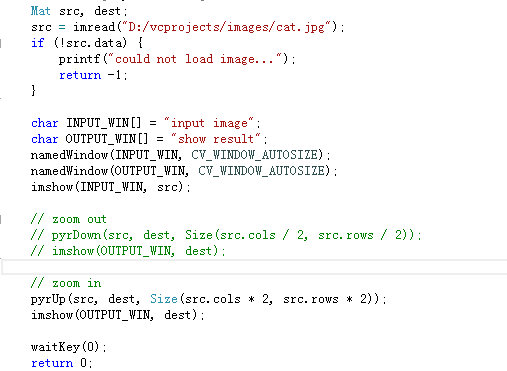 Mat src, dest;
src = imread("D:/vcprojects/images/cat.jpg");
if (!src.data) {
printf("could not load image...");
return -1;
}
char INPUT_WIN[] = "input image";
char OUTPUT_WIN[] = "show result";
namedWindow(INPUT_WIN, CV_WINDOW_AUTOSIZE);
namedWindow(OUTPUT_WIN, CV_WINDOW_AUTOSIZE);
imshow(INPUT_WIN, src);
// zoom out
// pyrDown(src, dest, Size(src.cols / 2, src.rows / 2));
// imshow(OUTPUT_WIN, dest);
// zoom in
pyrUp(src, dest, Size(src.cols * 2, src.rows * 2));
imshow(OUTPUT_WIN, dest);
waitKey(0);
return 0;